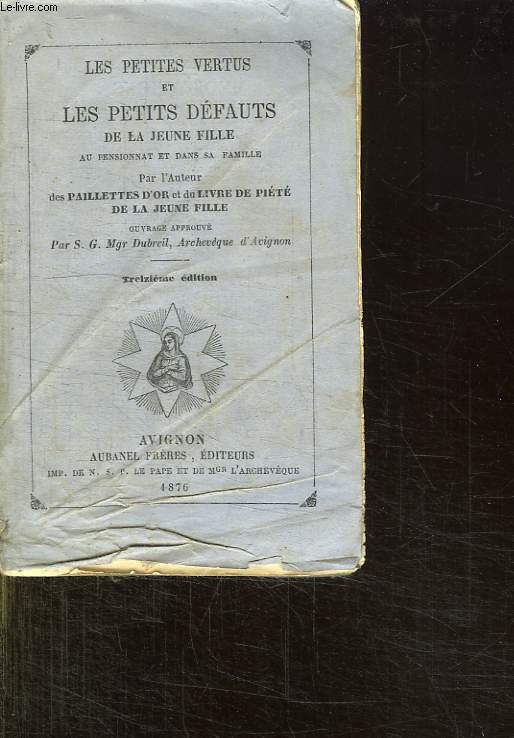 Le-livre.com
LES PETITES VERTUS
ET
LES PETITS DÉFAUTS
DE LA JEUNE FILLE
AU PENSIONNAT ET DANS SA FAMILLE
Par l'Auteur
des PAILLETTES D'OR et du LIVRE DE PIÉTÉ
DE LA JEUNE FILLE
OUVRAGE APPROUVÉ
Par S. G. Mgr Dubreil, Archevêque d'Avignon
Treizième édition
AVIGNON
AUBANEL FRÈRES, ÉDITEURS
IMP. DE N. S. P. LE PAPE ET DE MGR L'ARCHEVÊQUE
1876